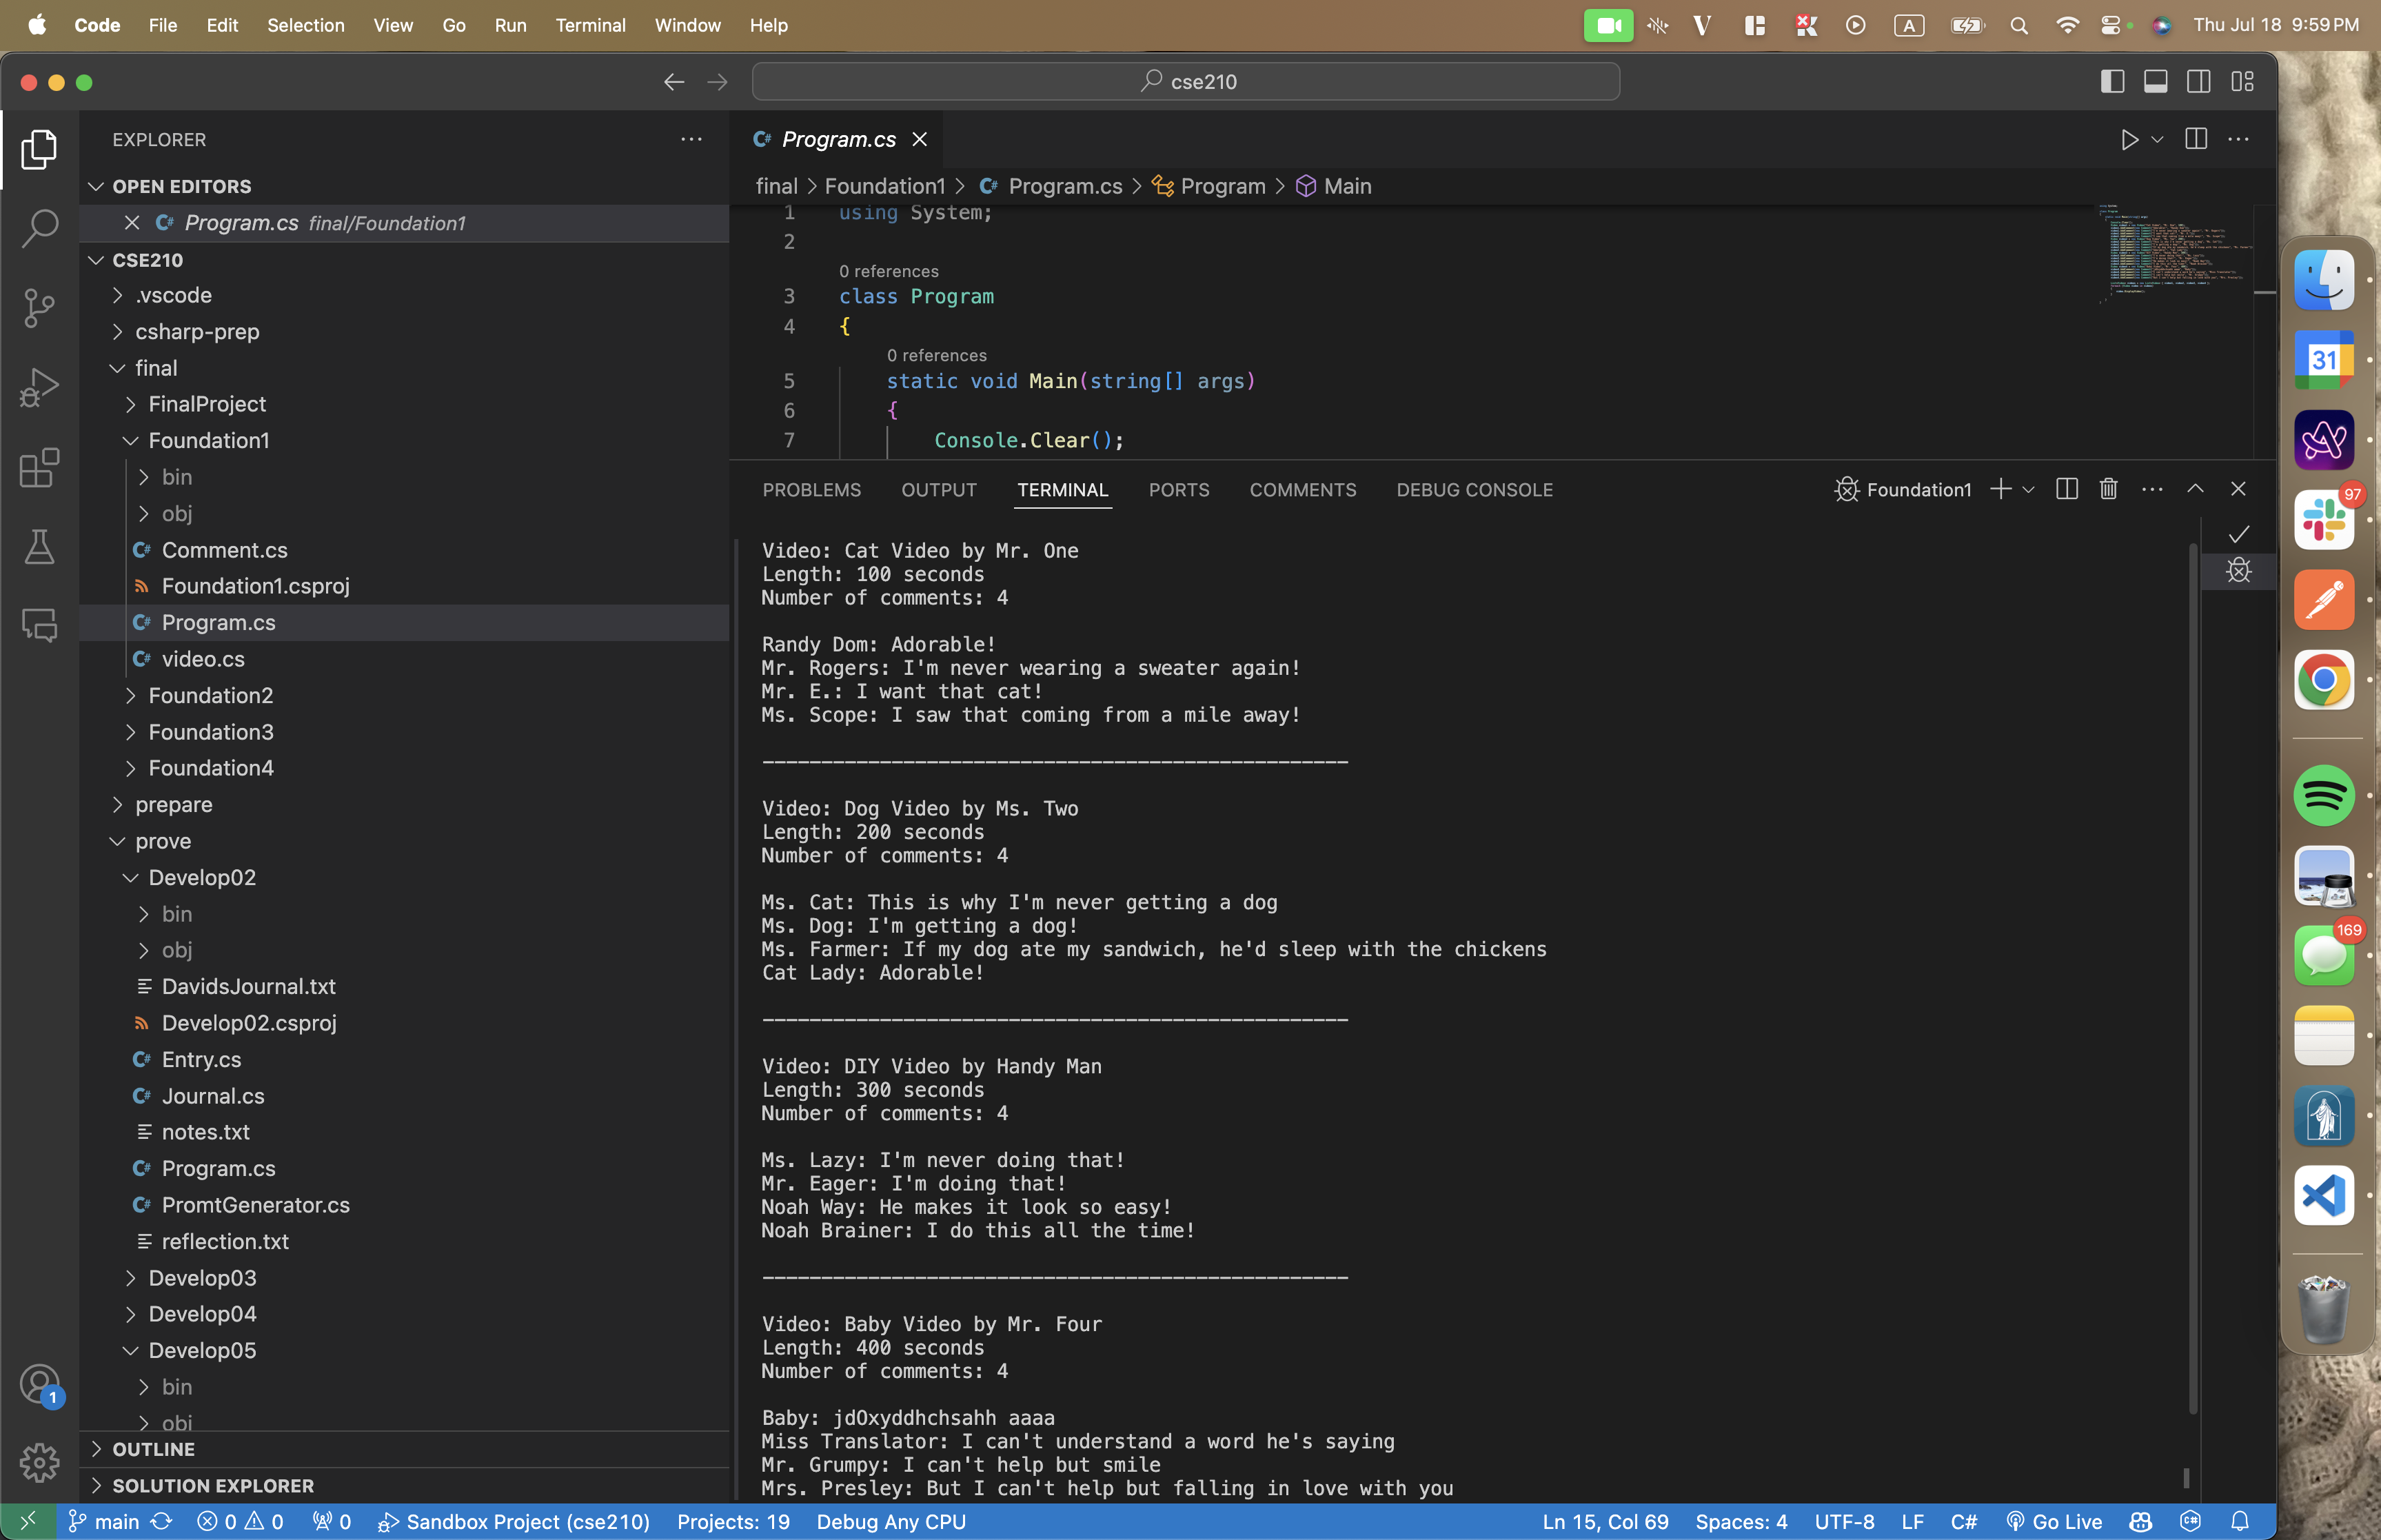 Code File Edit Selection View Go Run Terminal Window Help
A
Thu Jul 18 9:59 PM
cse210
EXPLORER
OPEN EDITORS
Program.cs final/Foundation1
CSE210
.vscode
csharp-prep
final
FinalProject
Foundation1
bin
obj
C# Comment.cs
Foundation1.csproj
C# Program.cs
C# video.cs
Foundation2
Foundation3
Foundation4
prepare
prove
Develop02
bin
obj
DavidsJournal.txt
Develop02.csproj
C# Entry.cs
C# Journal.cs
notes.txt
C# Program.cs
C# PromtGenerator.cs
reflection.txt
Develop03
Develop04
Develop05
bin
obj
OUTLINE
SOLUTION EXPLORER
C# Program.cs
final > Foundation1 > C# Program.cs > Program > Main
1 using System;
2
0 references
3 class Program
4 {
0 references
5 static void Main(string[] args)
6 {
7 Console.Clear();
PROBLEMS OUTPUT TERMINAL PORTS COMMENTS DEBUG CONSOLE
Foundation1
Video: Cat Video by Mr. One
Length: 100 seconds
Number of comments: 4
Randy Dom: Adorable!
Mr. Rogers: I'm never wearing a sweater again!
Mr. E.: I want that cat!
Ms. Scope: I saw that coming from a mile away!
--------------------------------------------------
Video: Dog Video by Ms. Two
Length: 200 seconds
Number of comments: 4
Ms. Cat: This is why I'm never getting a dog
Ms. Dog: I'm getting a dog!
Ms. Farmer: If my dog ate my sandwich, he'd sleep with the chickens
Cat Lady: Adorable!
--------------------------------------------------
Video: DIY Video by Handy Man
Length: 300 seconds
Number of comments: 4
Ms. Lazy: I'm never doing that!
Mr. Eager: I'm doing that!
Noah Way: He makes it look so easy!
Noah Brainer: I do this all the time!
--------------------------------------------------
Video: Baby Video by Mr. Four
Length: 400 seconds
Number of comments: 4
Baby: jdOxyddhchsahh aaaa
Miss Translator: I can't understand a word he's saying
Mr. Grumpy: I can't help but smile
Mrs. Presley: But I can't help but falling in love with you
31
97
169
1
main 0 0 0 Sandbox Project (cse210) Projects: 19 Debug Any CPU
Ln 15, Col 69 Spaces: 4 UTF-8 LF C# Go Live